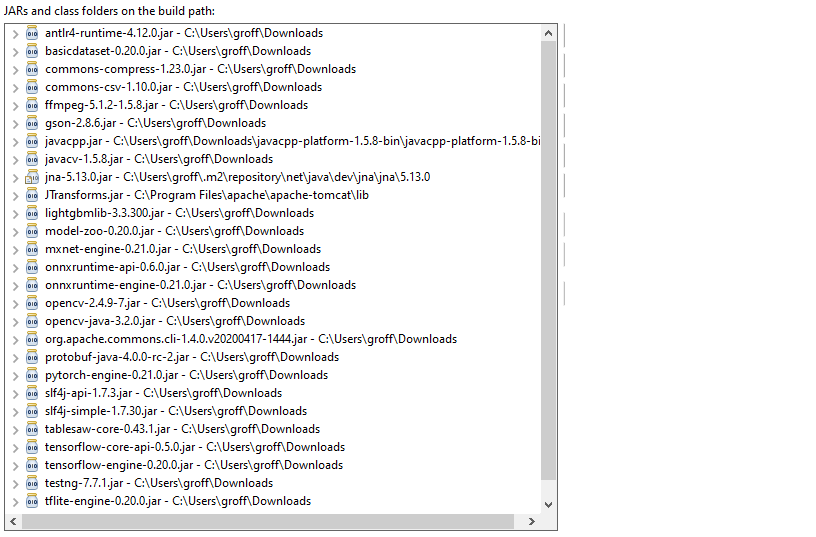 JARs and class folders on the build path:
antlr4-runtime-4.12.0.jar - C:\Users\groff\Downloads
basicdataset-0.20.0.jar - C:\Users\groff\Downloads
commons-compress-1.23.0.jar - C:\Users\groff\Downloads
commons-csv-1.10.0.jar - C:\Users\groff\Downloads
ffmpeg-5.1.2-1.5.8.jar - C:\Users\groff\Downloads
gson-2.8.6.jar - C:\Users\groff\Downloads
javacpp.jar - C:\Users\groff\Downloads\javacpp-platform-1.5.8-bin\javacpp-platform-1.5.8-bi
javacv-1.5.8.jar - C:\Users\groff\Downloads
jna-5.13.0.jar - C:\Users\groff\.m2\repository\net\java\dev\jna\jna\5.13.0
JTransforms.jar - C:\Program Files\apache\apache-tomcat\lib
lightgbmlib-3.3.300.jar - C:\Users\groff\Downloads
model-zoo-0.20.0.jar - C:\Users\groff\Downloads
mxnet-engine-0.21.0.jar - C:\Users\groff\Downloads
onnxruntime-api-0.6.0.jar - C:\Users\groff\Downloads
onnxruntime-engine-0.21.0.jar - C:\Users\groff\Downloads
opencv-2.4.9-7.jar - C:\Users\groff\Downloads
opencv-java-3.2.0.jar - C:\Users\groff\Downloads
org.apache.commons.cli-1.4.0.v20200417-1444.jar - C:\Users\groff\Downloads
protobuf-java-4.0.0-rc-2.jar - C:\Users\groff\Downloads
pytorch-engine-0.21.0.jar - C:\Users\groff\Downloads
slf4j-api-1.7.3.jar - C:\Users\groff\Downloads
slf4j-simple-1.7.30.jar - C:\Users\groff\Downloads
tablesaw-core-0.43.1.jar - C:\Users\groff\Downloads
tensorflow-core-api-0.5.0.jar - C:\Users\groff\Downloads
tensorflow-engine-0.20.0.jar - C:\Users\groff\Downloads
testng-7.7.1.jar - C:\Users\groff\Downloads
tflite-engine-0.20.0.jar - C:\Users\groff\Downloads